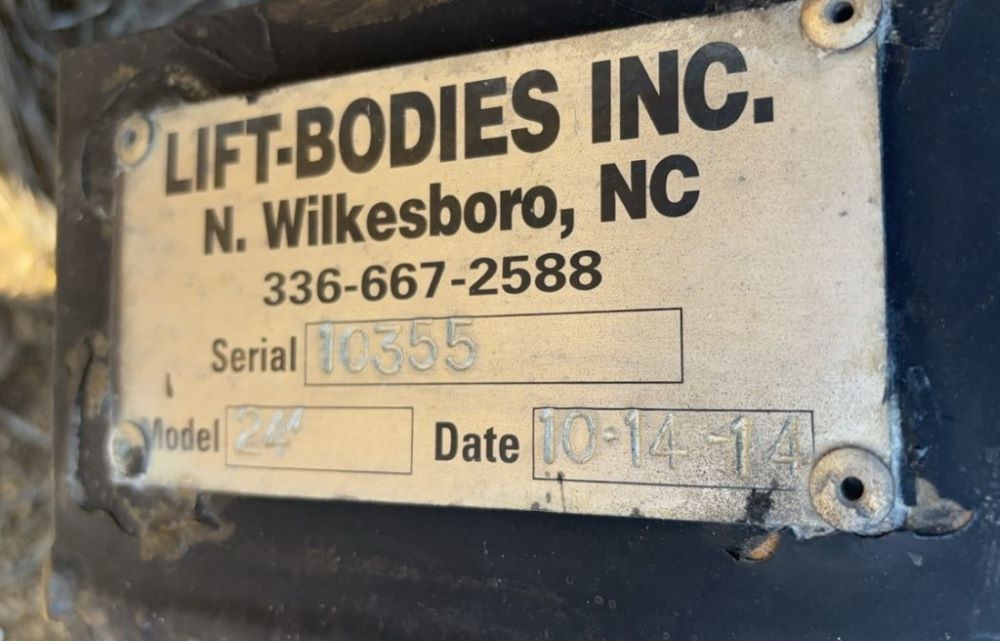 LIFT-BODIES INC.
N. Wilkesboro, NC
336-667-2588
Serial 10355
Model 24' Date 10-14-14